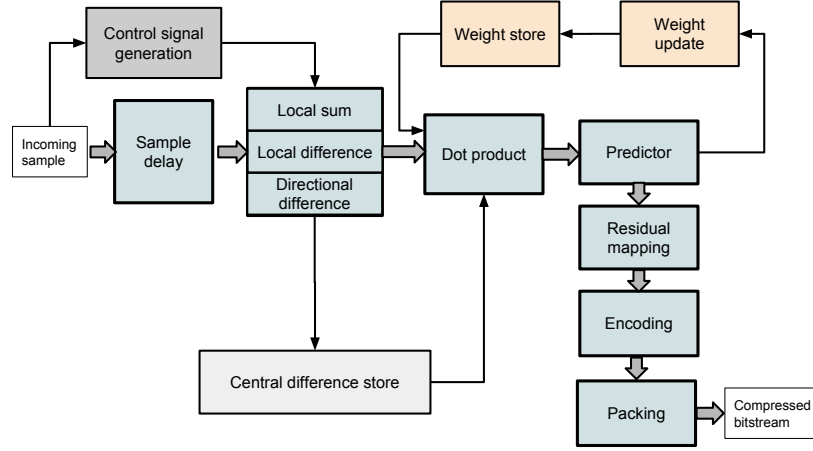 Control signal
generation
Weight store
Weight
update
Incoming
sample
Sample
delay
Local sum
Local difference
Directional
difference
Dot product
Predictor
Residual
mapping
Encoding
Central difference store
Packing
Compressed
bitstream